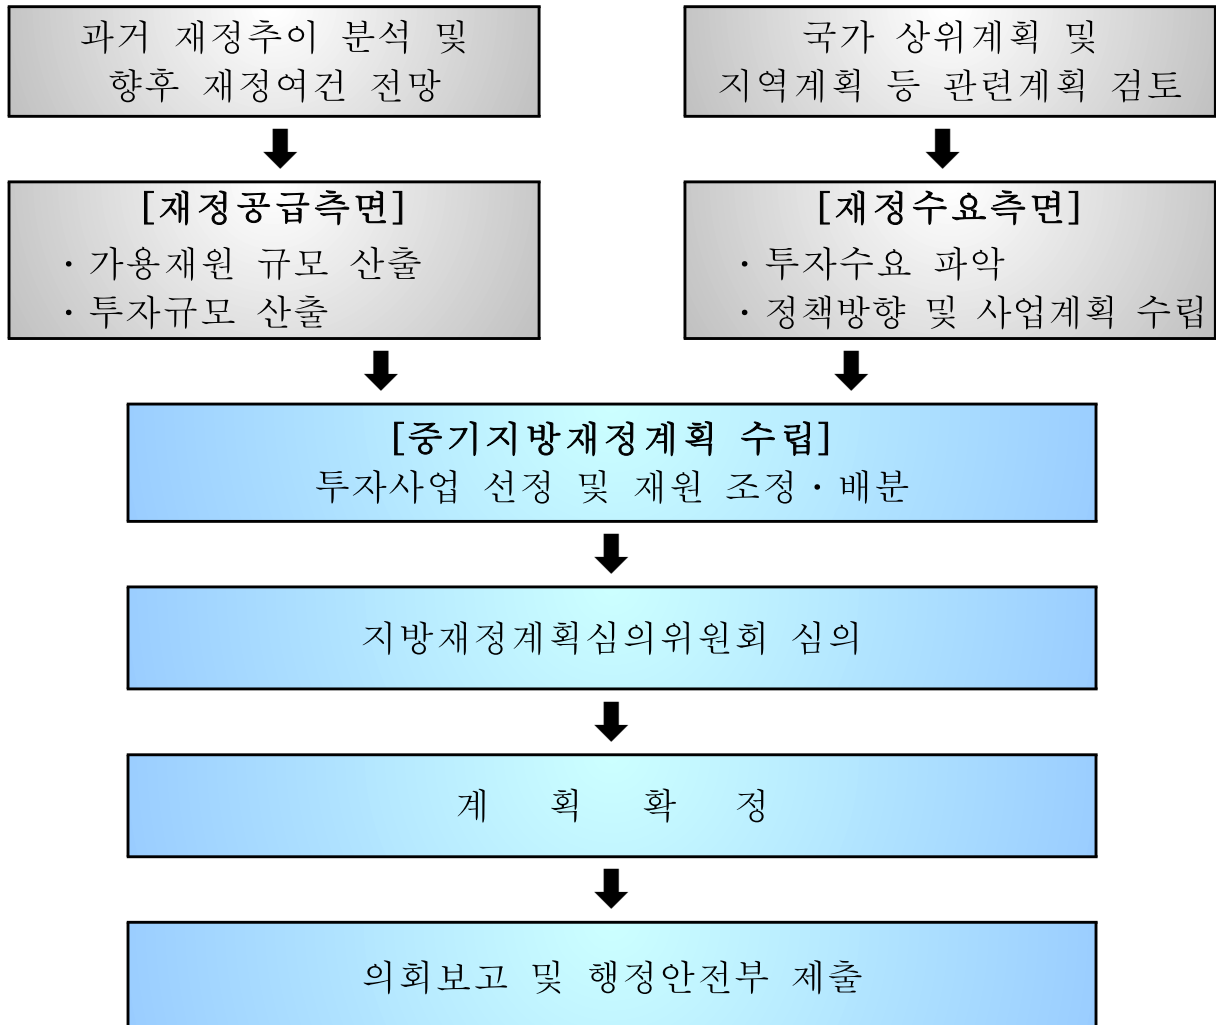 과거 재정추이 분석 및
향후 재정여건 전망
국가 상위계획 및
지역계획 등 관련계획 검토
[재정공급측면]
· 가용재원 규모 산출
· 투자규모 산출
[재정수요측면]
· 투자수요 파악
· 정책방향 및 사업계획 수립
[중기지방재정계획 수립]
투자사업 선정 및 재원 조정·배분
지방재정계획심의위원회 심의
계 획 확 정
의회보고 및 행정안전부 제출